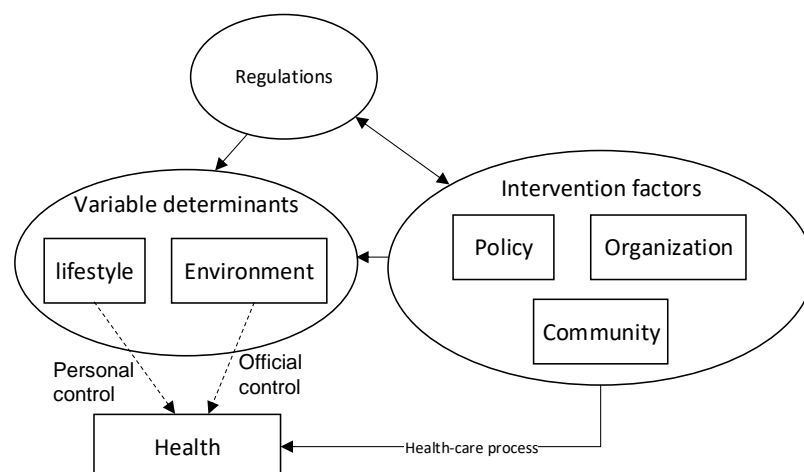 Regulations
Variable determinants
lifestyle
Environment
Intervention factors
Policy
Organization
Community
Personal
control
Official
control
Health
Health-care process